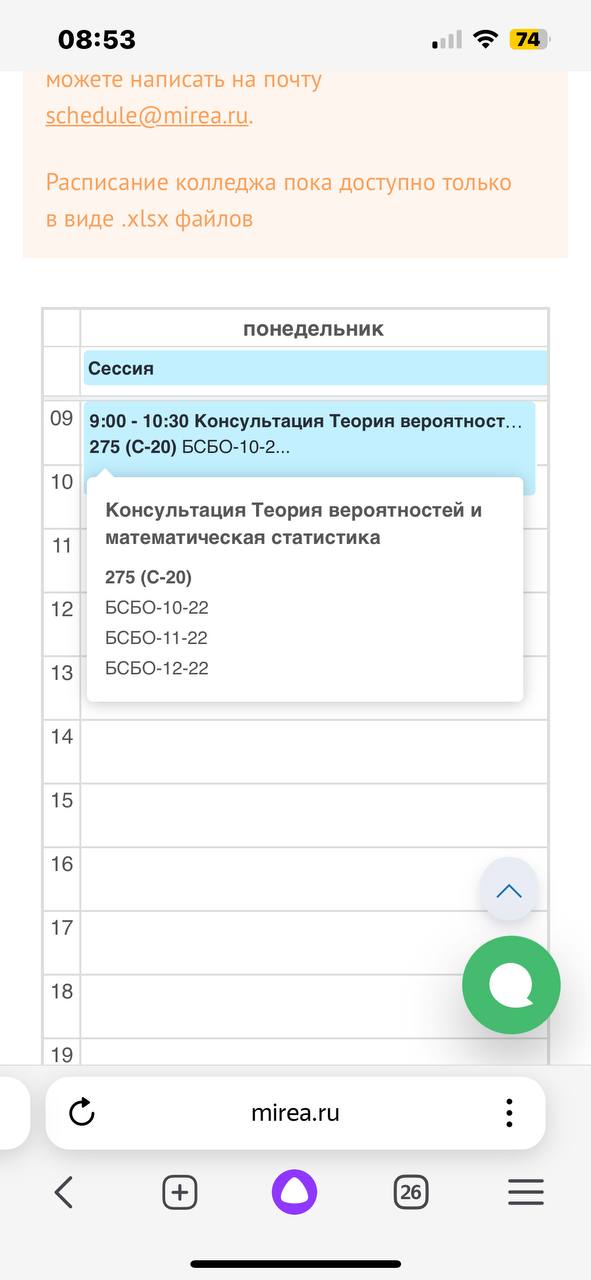 08:53
74
можете написать на почту
schedule@mirea.ru.
Расписание колледжа пока доступно только
в виде .xlsx файлов
понедельник
Сессия
09
9:00 - 10:30 Консультация Теория вероятност...
275 (С-20) БСБО-10-2...
10
Консультация Теория вероятностей и
математическая статистика
11
275 (С-20)
12
БСБО-10-22
БСБО-11-22
13
БСБО-12-22
14
15
16
17
18
19
mirea.ru
26